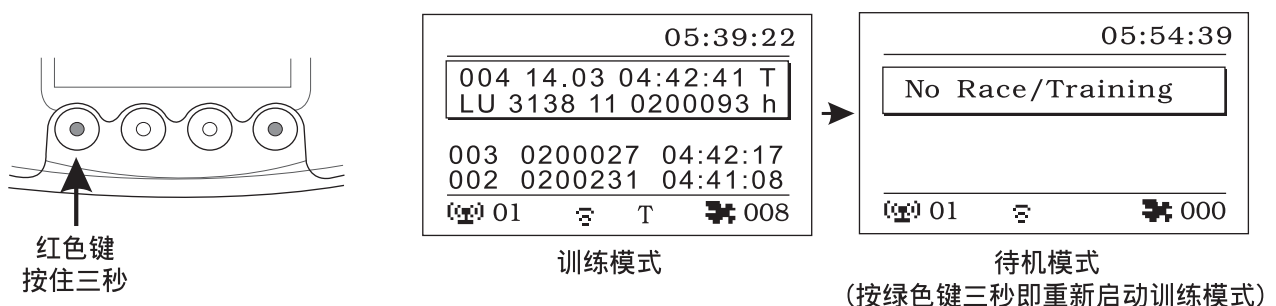 红色键
按住三秒
05:39:22
004 14.03 04:42:41 T
LU 3138 11 0200093 h
003 0200027 04:42:17
002 0200231 04:41:08
01 T 008
训练模式
05:54:39
No Race/Training
01 000
待机模式
(按绿色键三秒即重新启动训练模式)